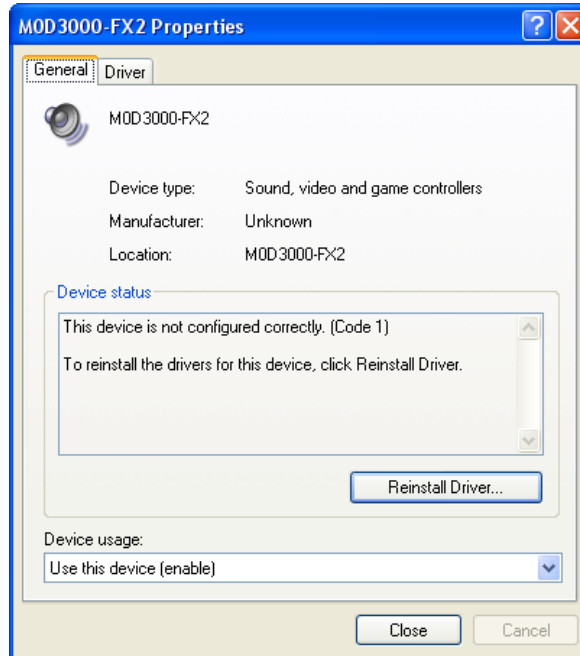 M0D3000-FX2 Properties
General
Driver
M0D3000-FX2
Device type: Sound, video and game controllers
Manufacturer: Unknown
Location: M0D3000-FX2
Device status
This device is not configured correctly. (Code 1)
To reinstall the drivers for this device, click Reinstall Driver.
Reinstall Driver...
Device usage:
Use this device (enable)
Close
Cancel